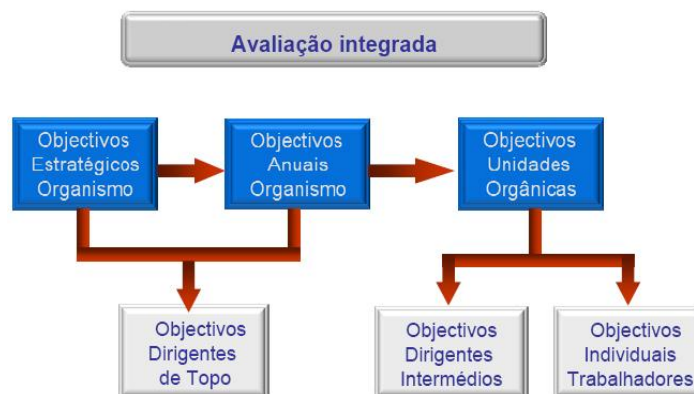 Avaliação integrada
Objectivos
Estratégicos
Organismo
Objectivos
Anuais
Organismo
Objectivos
Unidades
Orgânicas
Objectivos
Dirigentes
de Topo
Objectivos
Dirigentes
Intermédios
Objectivos
Individuais
Trabalhadores